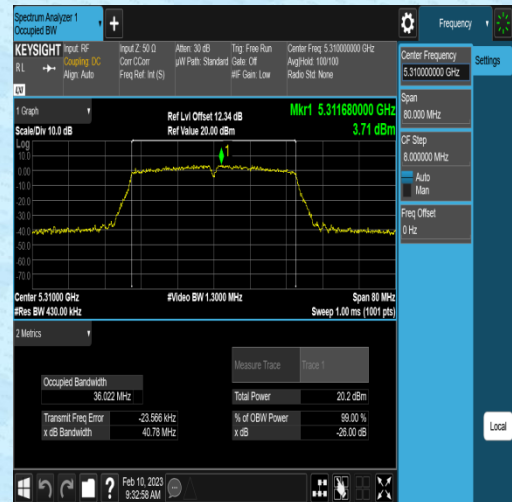 Spectrum Analyzer 1
Occupied BW
+
Frequency
KEYSIGHT
RL
LXI
Input: RF
Coupling: DC
Align: Auto
Input Z: 50 Ω
Corr CCorr
Freq Ref: Int (S)
Atten: 30 dB
µW Path: Standard
Trig: Free Run
Gate: Off
#IF Gain: Low
Center Freq: 5.310000000 GHz
Avg|Hold: 100/100
Radio Std: None
Center Frequency
5.310000000 GHz
Settings
Span
80.000 MHz
CF Step
8.000000 MHz
Auto
Man
Freq Offset
0 Hz
1 Graph
Scale/Div 10.0 dB
Ref Lvl Offset 12.34 dB
Ref Value 20.00 dBm
Mkr1 5.311680000 GHz
3.71 dBm
Log
10.0
0.00
-10.0
-20.0
-30.0
-40.0
-50.0
-60.0
-70.0
1
Center 5.31000 GHz
#Res BW 430.00 kHz
#Video BW 1.3000 MHz
Span 80 MHz
Sweep 1.00 ms (1001 pts)
2 Metrics
Measure Trace
Trace 1
Occupied Bandwidth
36.022 MHz
Total Power
20.2 dBm
Transmit Freq Error
-23.566 kHz
% of OBW Power
99.00 %
x dB Bandwidth
40.78 MHz
x dB
-26.00 dB
Local
?
Feb 10, 2023
9:32:58 AM